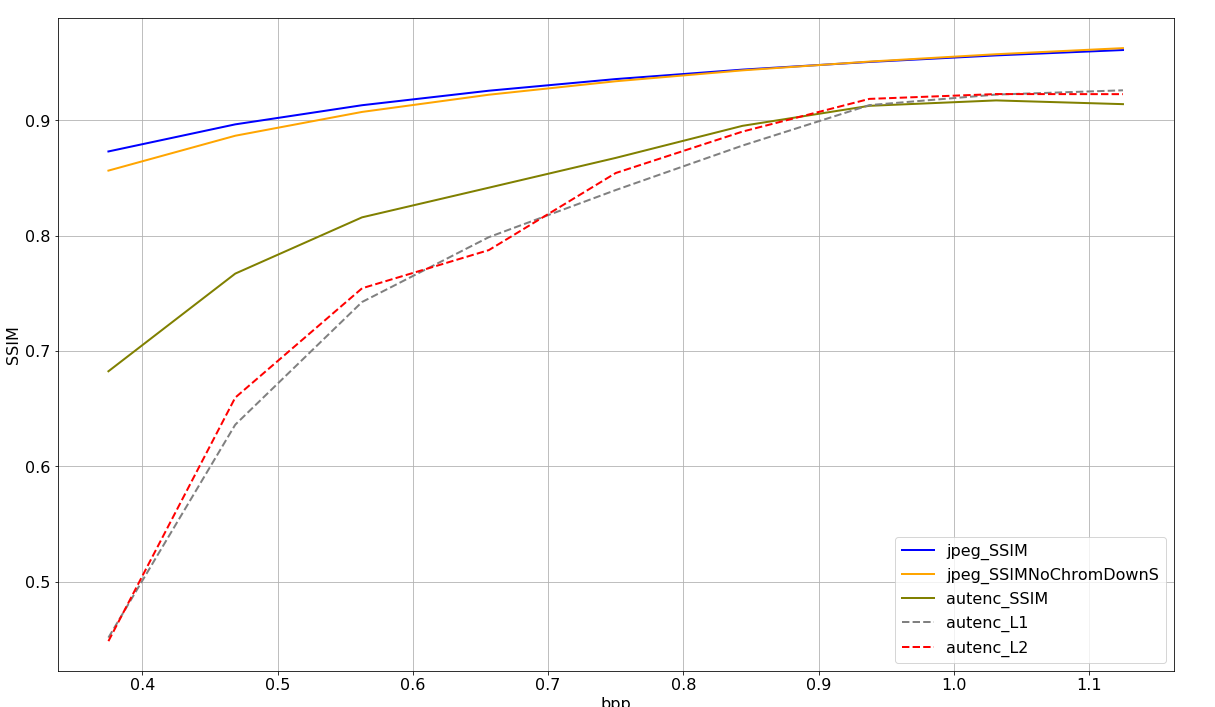 0.9
0.8
0.7
0.6
0.5
SSIM
0.4 0.5 0.6 0.7 0.8 0.9 1.0 1.1
bpp
jpeg_SSIM
jpeg_SSIMNoChromDownS
autenc_SSIM
autenc_L1
autenc_L2